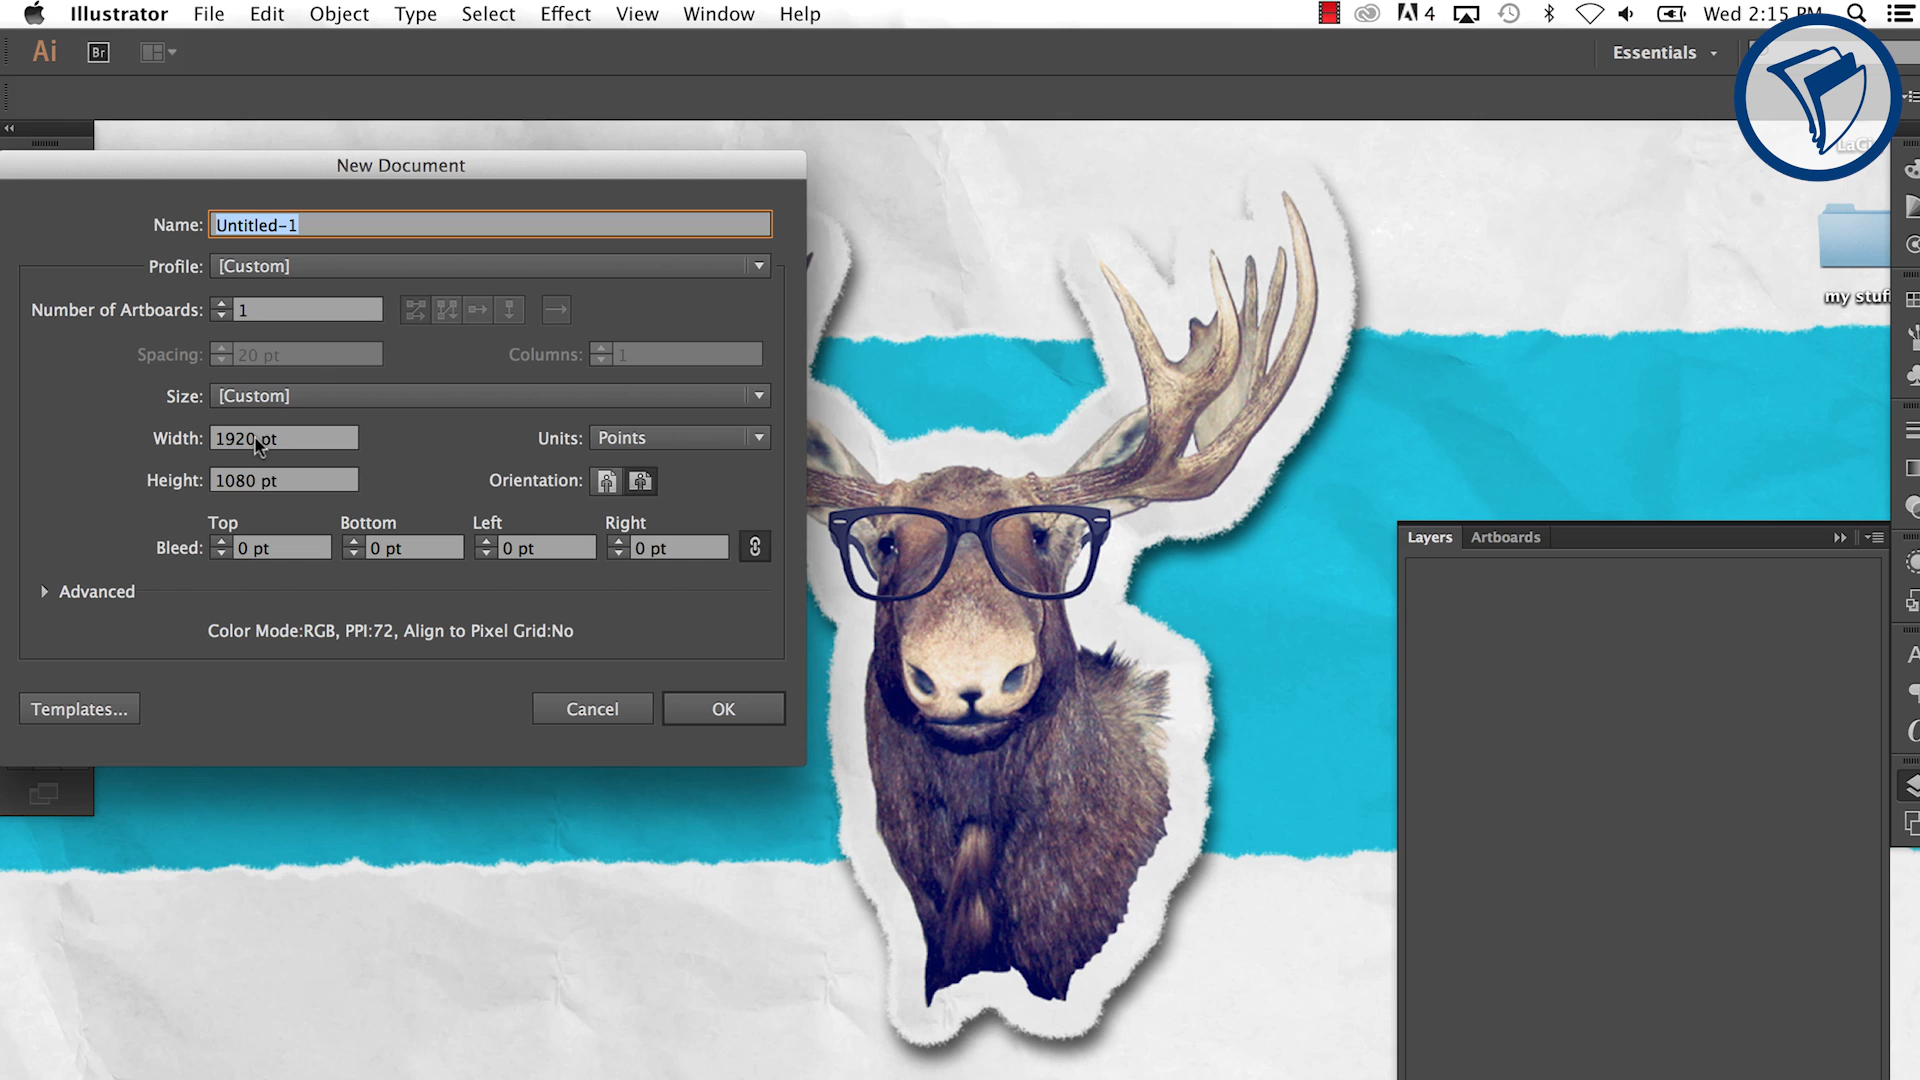 Illustrator File Edit Object Type Select Effect View Window Help 4 Wed 2:15 PM
Ai Br Essentials
New Document
Name: Untitled-1
Profile: [Custom]
Number of Artboards: 1
Spacing: 20 pt Columns: 1
Size: [Custom]
Width: 1920 pt Units: Points
Height: 1080 pt Orientation:
Top Bottom Left Right
Bleed: 0 pt 0 pt 0 pt 0 pt
Advanced
Color Mode:RGB, PPI:72, Align to Pixel Grid:No
Templates... Cancel OK
my stuff
Layers Artboards